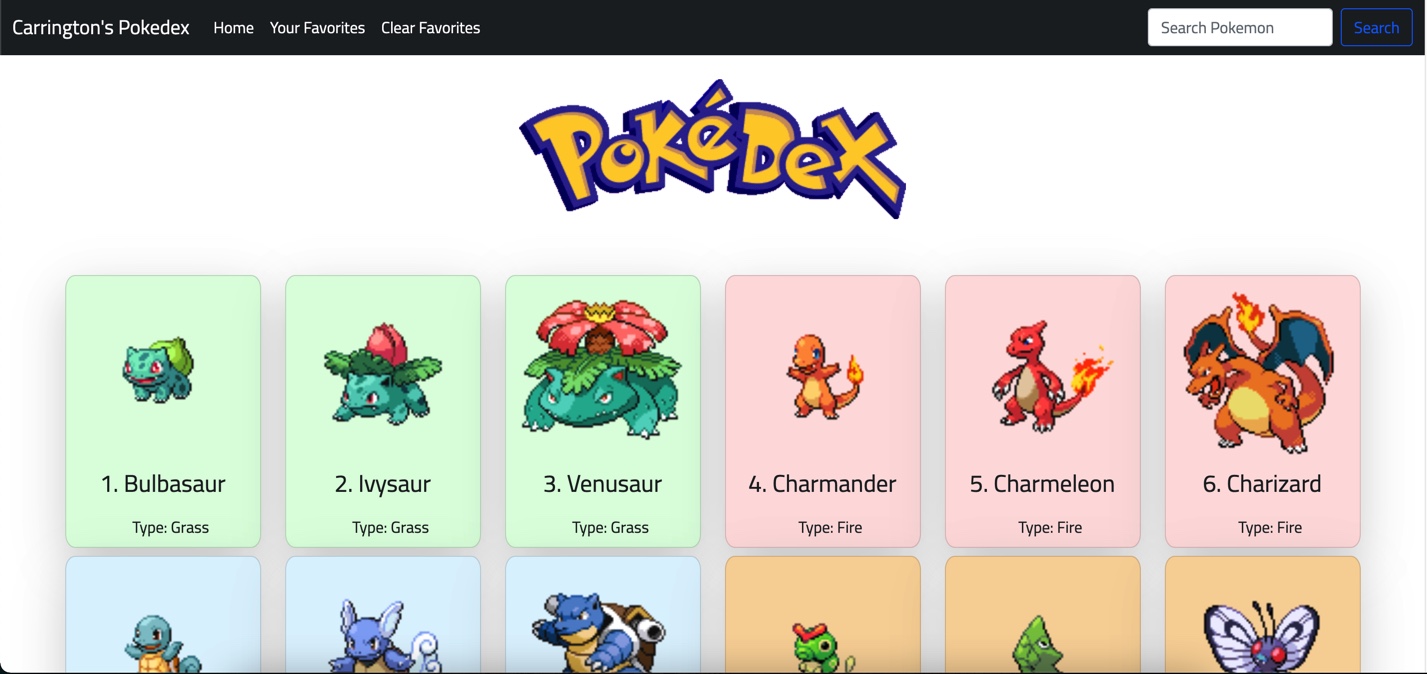 Carrington's Pokedex Home Your Favorites Clear Favorites Search Pokemon Search
PokéDex
1. Bulbasaur 2. Ivysaur 3. Venusaur 4. Charmander 5. Charmeleon 6. Charizard
Type: Grass Type: Grass Type: Grass Type: Fire Type: Fire Type: Fire